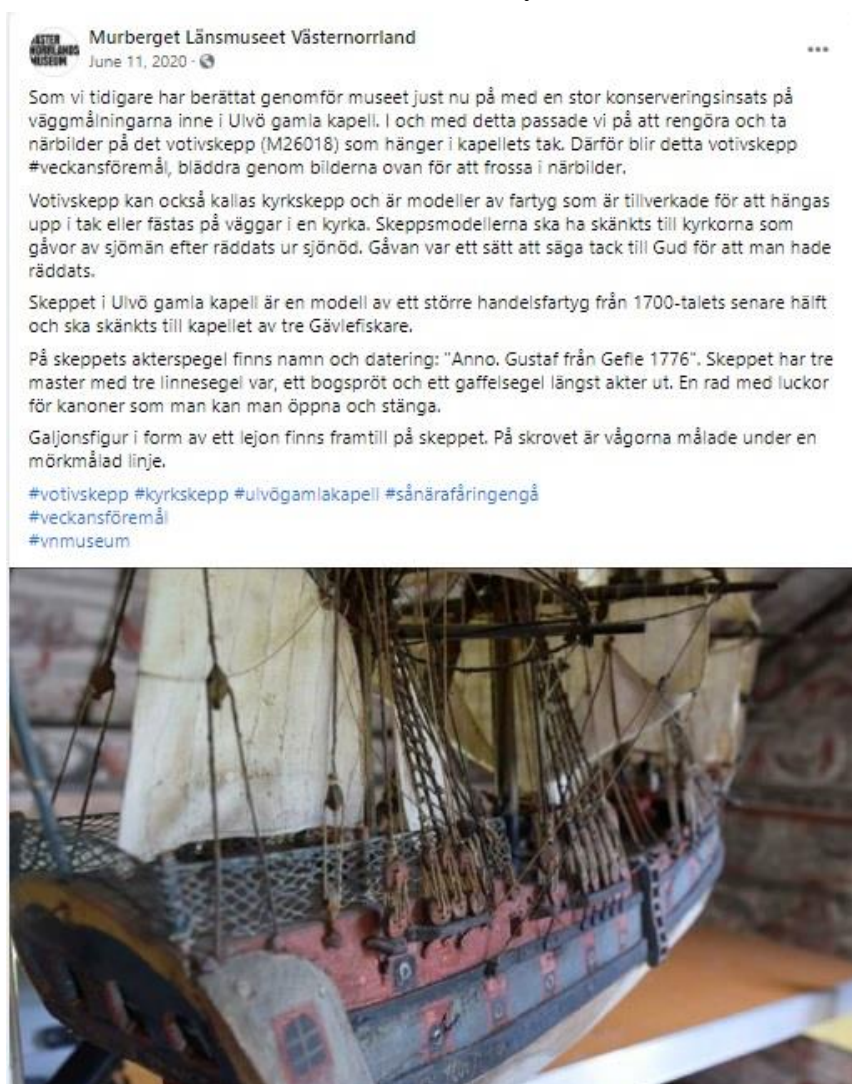 VÄSTER
NORRLANDS
MUSEUM
Murberget Länsmuseet Västernorrland
June 11, 2020 ·
Som vi tidigare har berättat genomför museet just nu på med en stor konserveringsinsats på
väggmålningarna inne i Ulvö gamla kapell. I och med detta passade vi på att rengöra och ta
närbilder på det votivskepp (M26018) som hänger i kapellets tak. Därför blir detta votivskepp
#veckansföremål, bläddra genom bilderna ovan för att frossa i närbilder.
Votivskepp kan också kallas kyrkskepp och är modeller av fartyg som är tillverkade för att hängas
upp i tak eller fästas på väggar i en kyrka. Skeppsmodellerna ska ha skänkts till kyrkorna som
gåvor av sjömän efter räddats ur sjönöd. Gåvan var ett sätt att säga tack till Gud för att man hade
räddats.
Skeppet i Ulvö gamla kapell är en modell av ett större handelsfartyg från 1700-talets senare hälft
och ska skänkts till kapellet av tre Gävlefiskare.
På skeppets akterspegel finns namn och datering: "Anno. Gustaf från Gefle 1776". Skeppet har tre
master med tre linnesegel var, ett bogspröt och ett gaffelsegel längst akter ut. En rad med luckor
för kanoner som man kan man öppna och stänga.
Galjonsfigur i form av ett lejon finns framtill på skeppet. På skrovet är vågorna målade under en
mörkmålad linje.
#votivskepp #kyrkskepp #ulvögamlakapell #sånärafåringengå
#veckansföremål
#vnmuseum